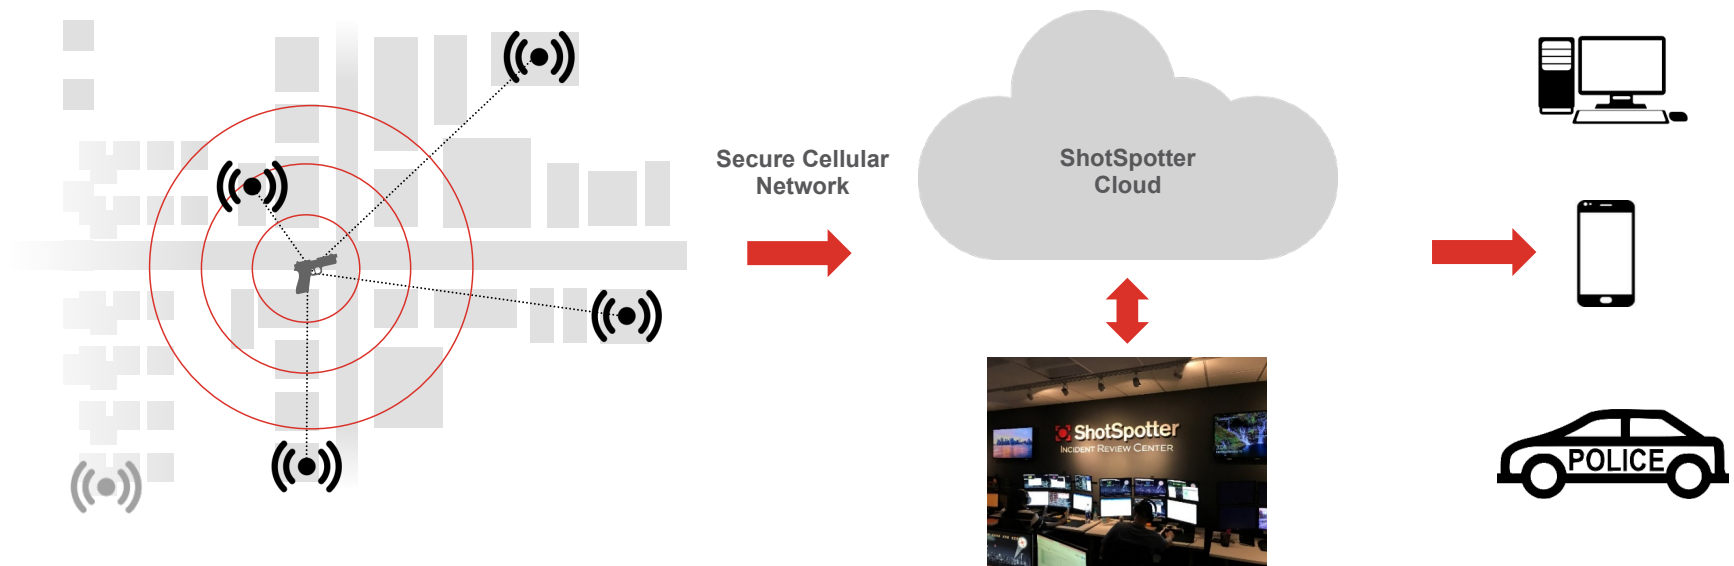 Secure Cellular
Network
ShotSpotter
Cloud
ShotSpotter
INCIDENT REVIEW CENTER
POLICE